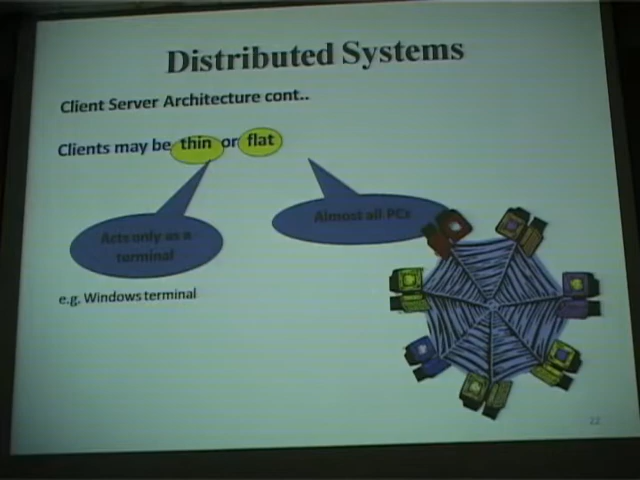 Distributed Systems
Client Server Architecture cont..
Clients may be thin or flat
Acts only as a
terminal
Almost all PCs
e.g. Windows terminal
22